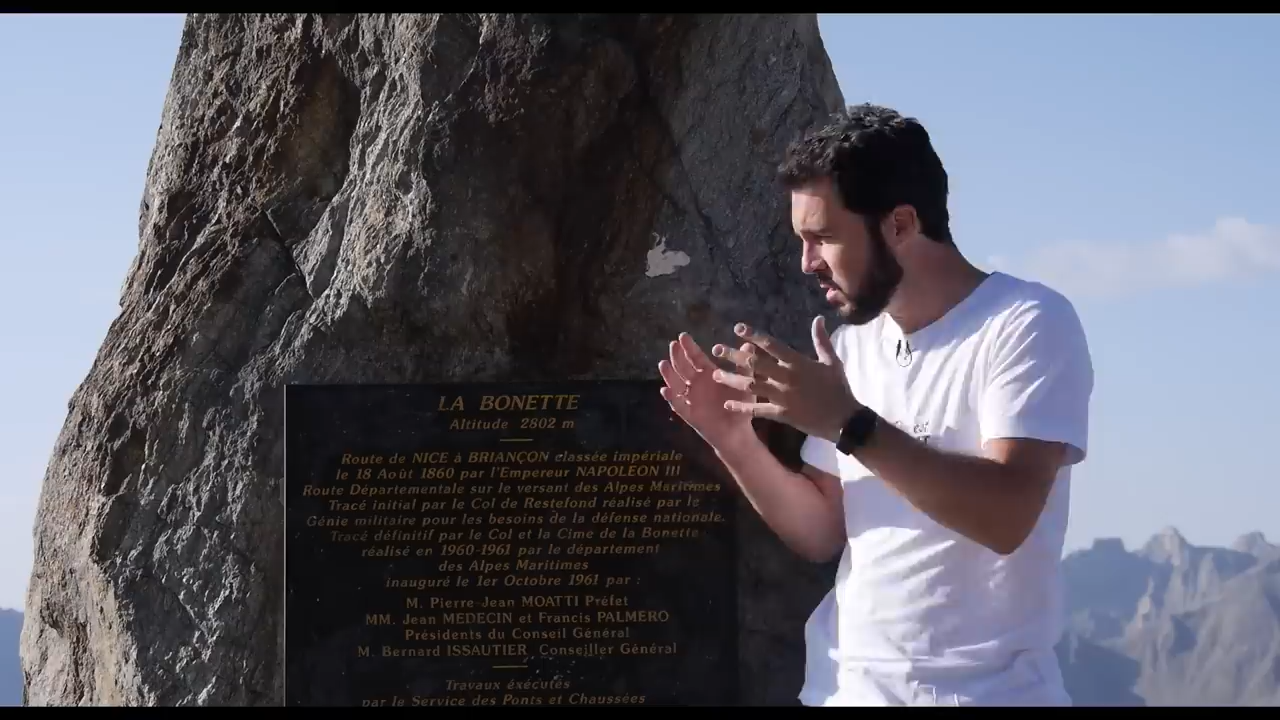 LA BONETTE
Altitude 2802 m
Route de NICE à BRIANÇON classée impériale
le 18 Août 1860 par l'Empereur NAPOLEON III
Route Départementale sur le versant des Alpes Maritimes
Tracé initial par le Col de Restefond réalisé par le
Génie militaire pour les besoins de la défense nationale.
Tracé définitif par le Col et la Cime de la Bonette
réalisé en 1960-1961 par le département
des Alpes Maritimes
inauguré le 1er Octobre 1961 par :
M. Pierre-Jean MOATTI Préfet
MM. Jean MEDECIN et Francis PALMERO
Présidents du Conseil Général
M. Bernard ISSAUTIER Conseiller Général
Travaux éxécutés
par le Service des Ponts et Chaussées